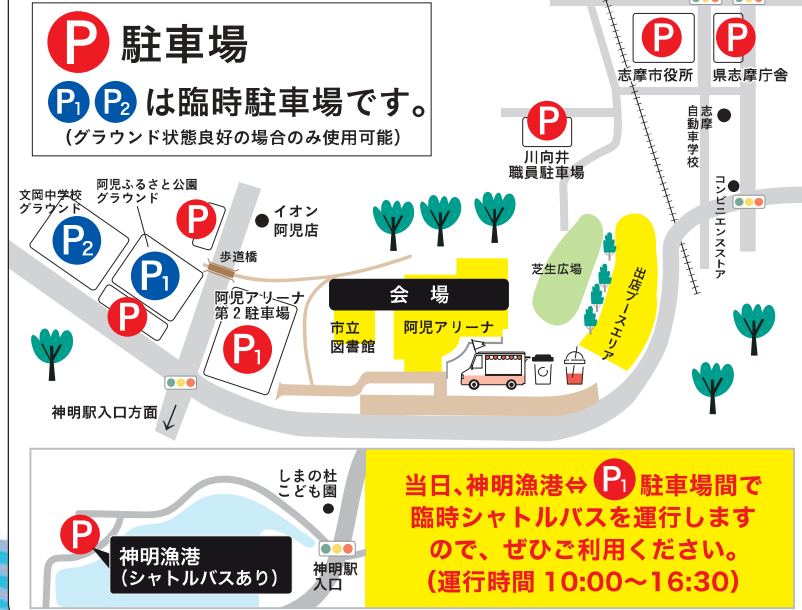 P 駐車場
P1 P2 は臨時駐車場です。
(グラウンド状態良好の場合のみ使用可能)
P
志摩市役所
P
県志摩庁舎
志摩
自動車学校
P
川向井
職員駐車場
コンビニエンスストア
文岡中学校
グラウンド
P2
阿児ふるさと公園
グラウンド
P1
P
P
イオン
阿児店
歩道橋
阿児アリーナ
第2駐車場
P1
会場
市立
図書館
阿児アリーナ
芝生広場
出店ブースエリア
神明駅入口方面
しまの杜
こども園
P
神明漁港
(シャトルバスあり)
神明駅
入口
当日、神明漁港⇔P1駐車場間で
臨時シャトルバスを運行します
ので、ぜひご利用ください。
(運行時間 10:00〜16:30)